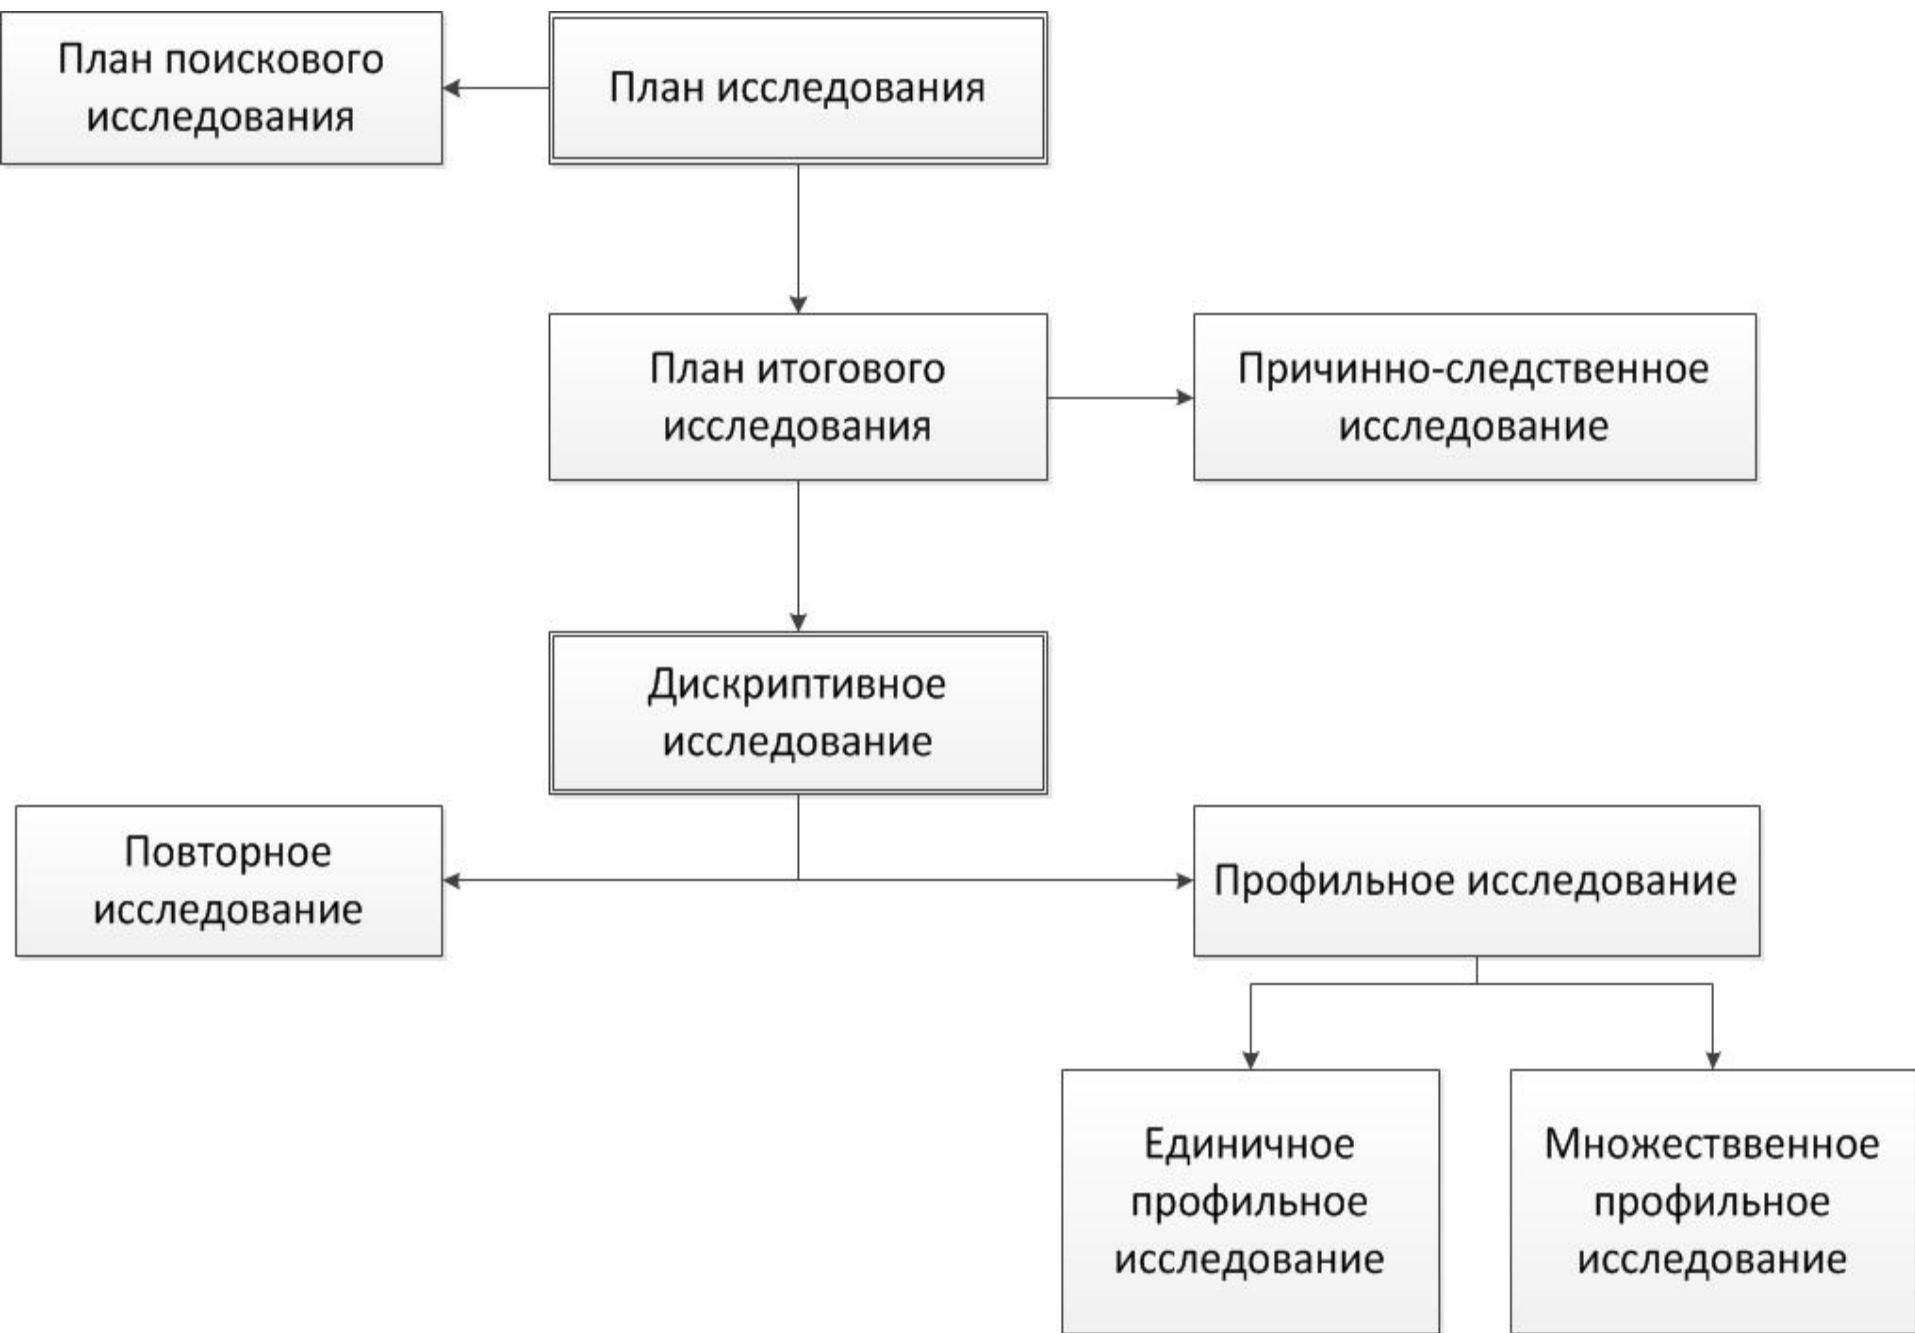 План поискового
исследования
План исследования
План итогового
исследования
Причинно-следственное
исследование
Дискриптивное
исследование
Повторное
исследование
Профильное исследование
Единичное
профильное
исследование
Множестввенное
профильное
исследование